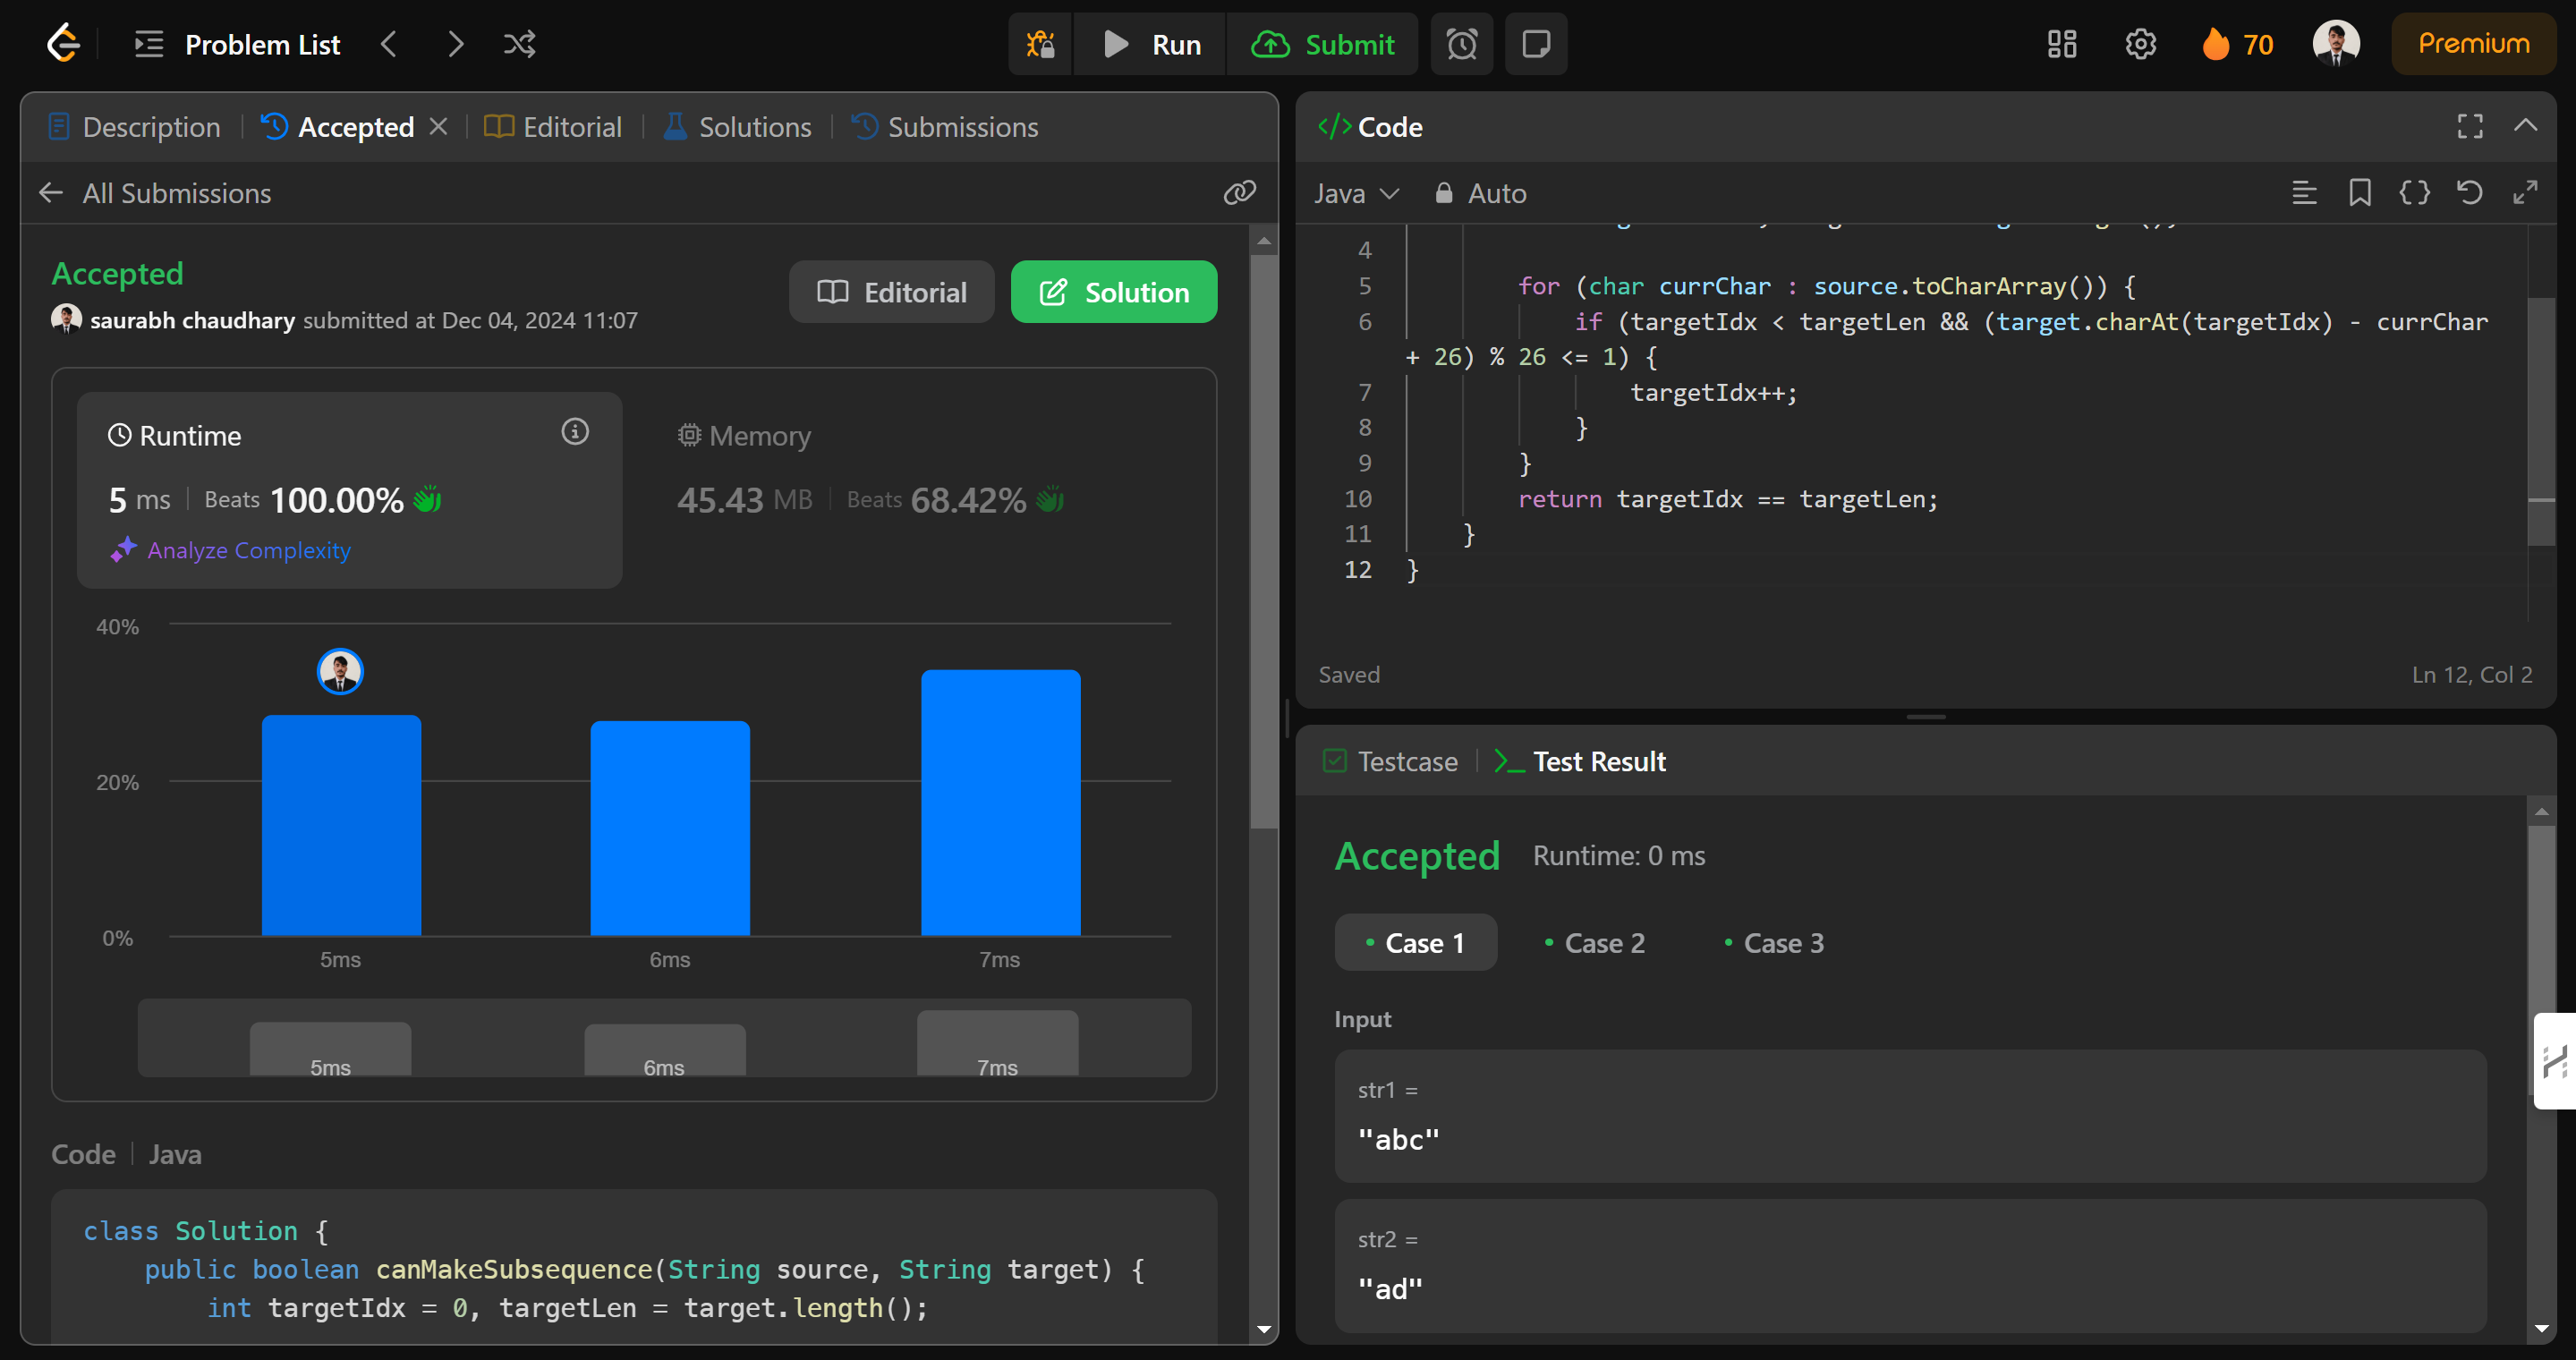 Problem List
Run
Submit
70
Premium
Description
Accepted
Editorial
Solutions
Submissions
All Submissions
Accepted
saurabh chaudhary submitted at Dec 04, 2024 11:07
Editorial
Solution
Runtime
5 ms
Beats 100.00%
Analyze Complexity
Memory
45.43 MB
Beats 68.42%
40%
20%
0%
5ms
6ms
7ms
5ms
6ms
7ms
Code
Java
class Solution {
public boolean canMakeSubsequence(String source, String target) {
int targetIdx = 0, targetLen = target.length();
</> Code
Java
Auto
4
5 for (char currChar : source.toCharArray()) {
6 if (targetIdx < targetLen && (target.charAt(targetIdx) - currChar
+ 26) % 26 <= 1) {
7 targetIdx++;
8 }
9 }
10 return targetIdx == targetLen;
11 }
12 }
Saved
Ln 12, Col 2
Testcase
Test Result
Accepted
Runtime: 0 ms
Case 1
Case 2
Case 3
Input
str1 =
"abc"
str2 =
"ad"